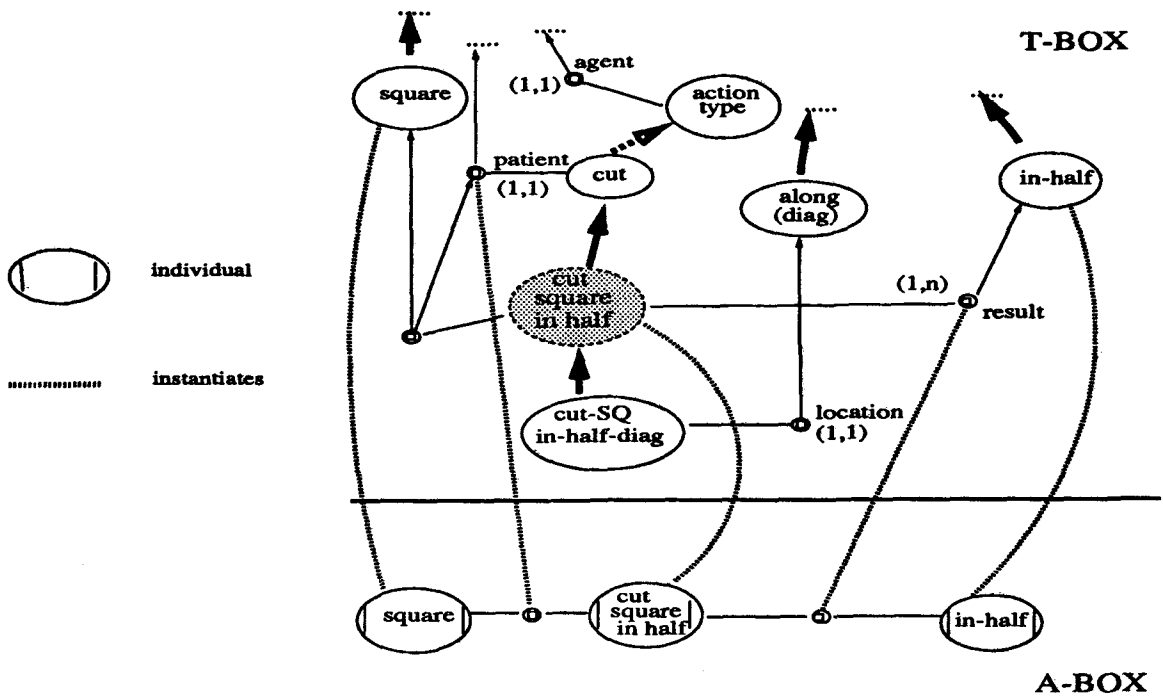 T-BOX
agent
(1,1)
square
action
type
patient
(1,1)
cut
in-half
along
(diag)
individual
cut
square
in half
(1,n)
result
instantiates
cut-SQ
in-half-diag
location
(1,1)
square
cut
square
in half
in-half
A-BOX